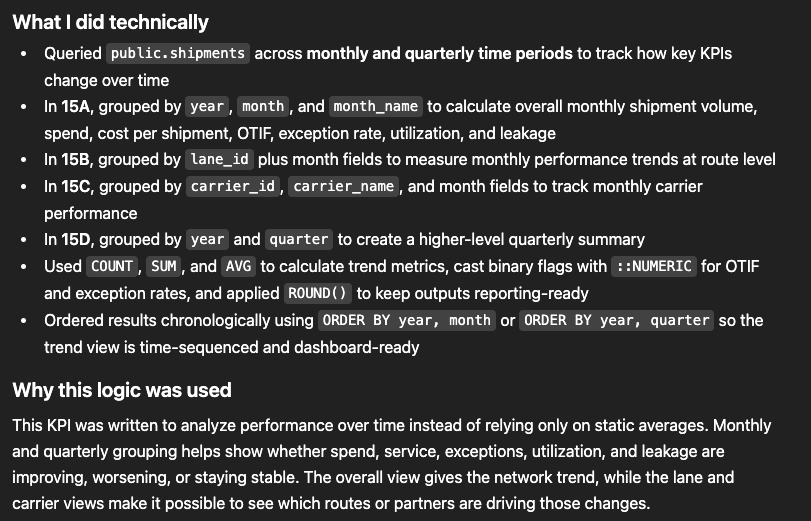 What I did technically
• Queried public.shipments across monthly and quarterly time periods to track how key KPIs
change over time
• In 15A, grouped by year, month, and month_name to calculate overall monthly shipment volume,
spend, cost per shipment, OTIF, exception rate, utilization, and leakage
• In 15B, grouped by lane_id plus month fields to measure monthly performance trends at route level
• In 15C, grouped by carrier_id, carrier_name, and month fields to track monthly carrier
performance
• In 15D, grouped by year and quarter to create a higher-level quarterly summary
• Used COUNT, SUM, and AVG to calculate trend metrics, cast binary flags with ::NUMERIC for OTIF
and exception rates, and applied ROUND() to keep outputs reporting-ready
• Ordered results chronologically using ORDER BY year, month or ORDER BY year, quarter so the
trend view is time-sequenced and dashboard-ready
Why this logic was used
This KPI was written to analyze performance over time instead of relying only on static averages. Monthly
and quarterly grouping helps show whether spend, service, exceptions, utilization, and leakage are
improving, worsening, or staying stable. The overall view gives the network trend, while the lane and
carrier views make it possible to see which routes or partners are driving those changes.